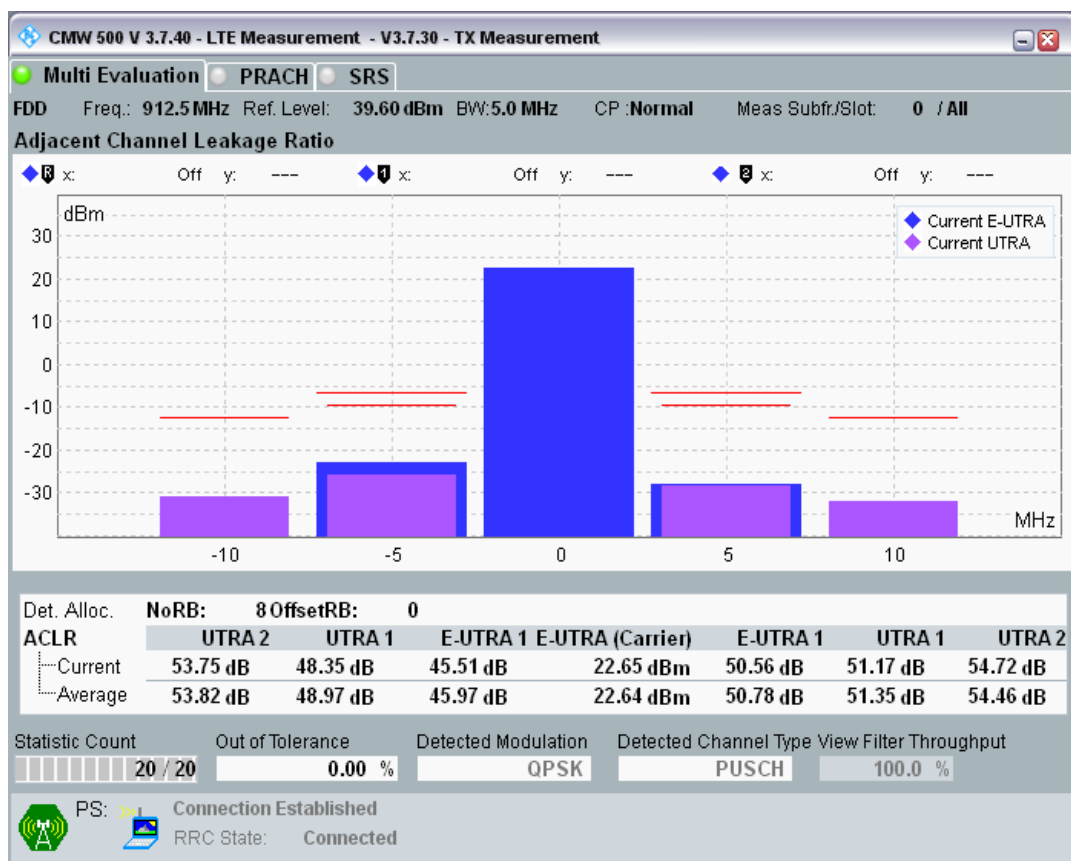 CMW 500 V 3.7.40 - LTE Measurement - V3.7.30 - TX Measurement
Multi Evaluation PRACH SRS
FDD Freq.: 912.5 MHz Ref. Level: 39.60 dBm BW:5.0 MHz CP :Normal Meas Subfr./Slot: 0 / All
Adjacent Channel Leakage Ratio
R x: Off y: --- 1 x: Off y: --- 2 x: Off y: ---
dBm
Current E-UTRA
Current UTRA
30
20
10
0
-10
-20
-30
MHz
-10 -5 0 5 10
Det. Alloc. NoRB: 8 OffsetRB: 0
ACLR UTRA 2 UTRA 1 E-UTRA 1 E-UTRA (Carrier) E-UTRA 1 UTRA 1 UTRA 2
Current 53.75 dB 48.35 dB 45.51 dB 22.65 dBm 50.56 dB 51.17 dB 54.72 dB
Average 53.82 dB 48.97 dB 45.97 dB 22.64 dBm 50.78 dB 51.35 dB 54.46 dB
Statistic Count Out of Tolerance Detected Modulation Detected Channel Type View Filter Throughput
20 / 20 0.00 % QPSK PUSCH 100.0 %
PS: Connection Established
RRC State: Connected